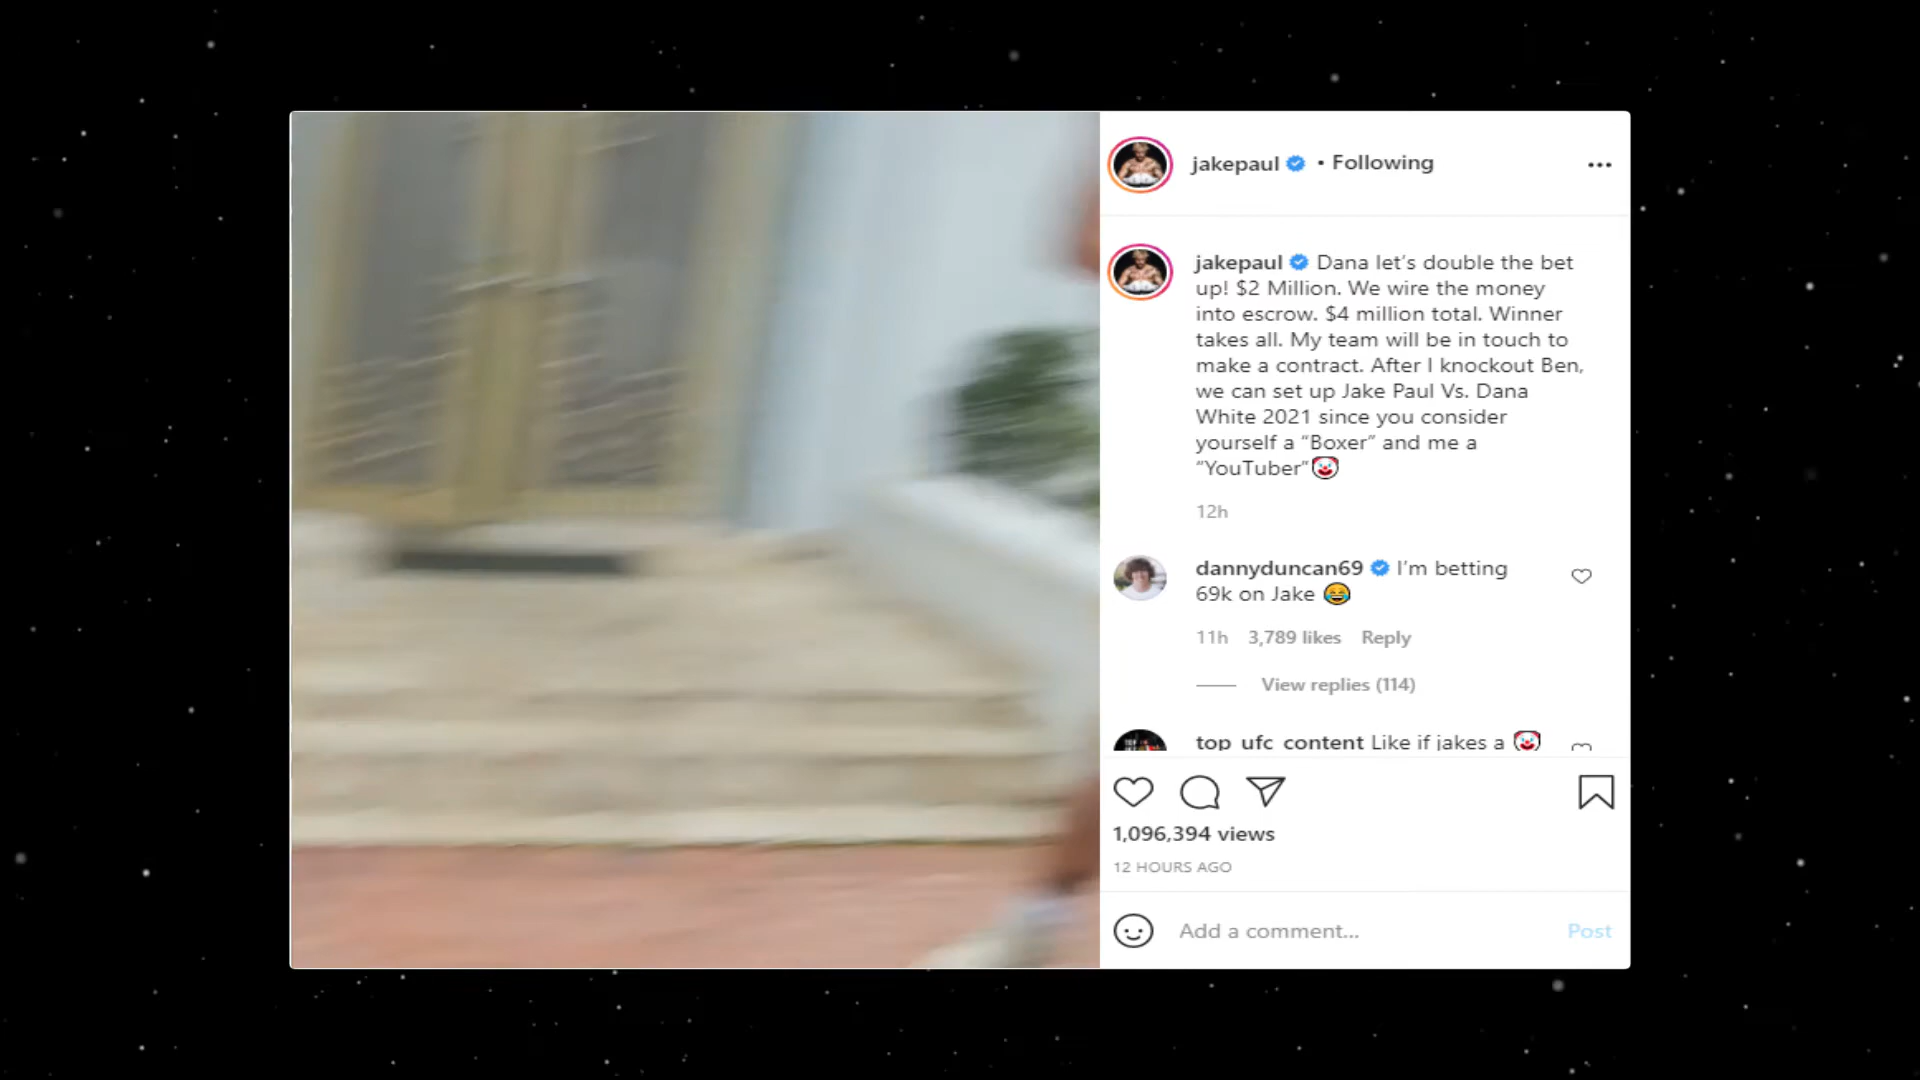 jakepaul • Following
jakepaul Dana let’s double the bet
up! $2 Million. We wire the money
into escrow. $4 million total. Winner
takes all. My team will be in touch to
make a contract. After I knockout Ben,
we can set up Jake Paul Vs. Dana
White 2021 since you consider
yourself a “Boxer” and me a
“YouTuber”🤡
12h
dannyduncan69 I’m betting
69k on Jake 😂
11h 3,789 likes Reply
View replies (114)
top_ufc_content Like if jakes a 🤡
1,096,394 views
12 HOURS AGO
Add a comment... Post